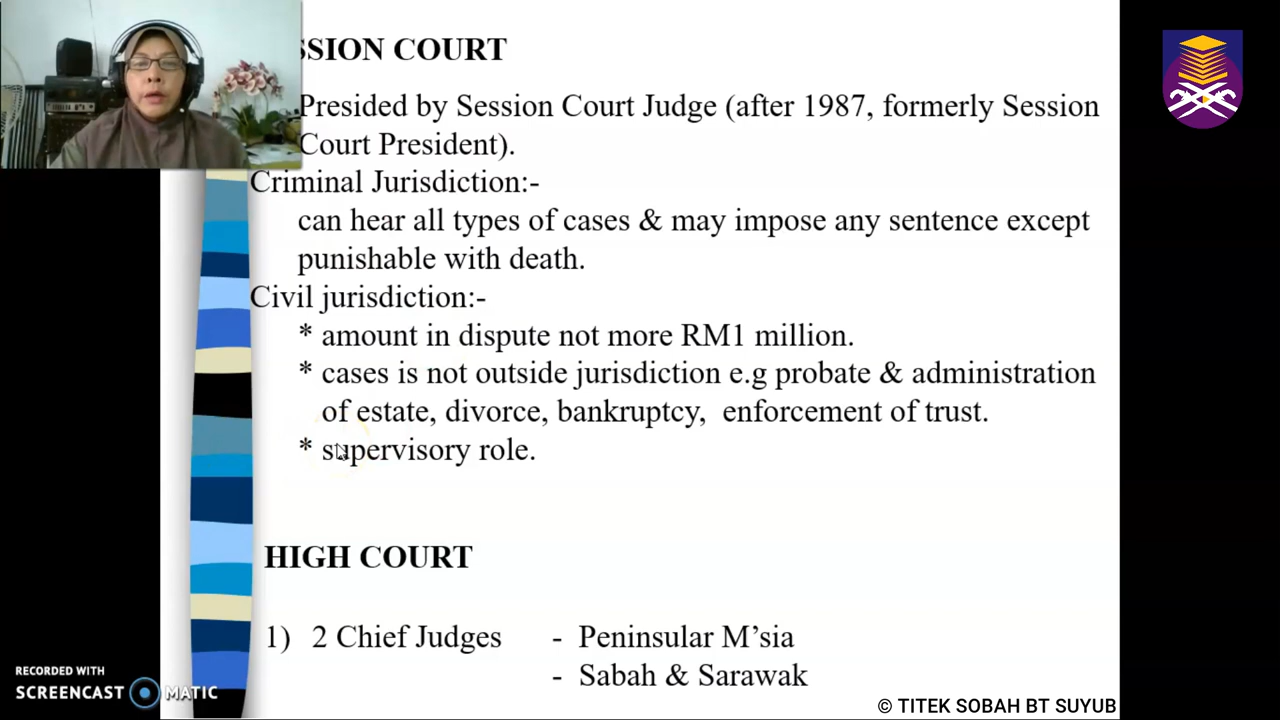 SSION COURT
Presided by Session Court Judge (after 1987, formerly Session
Court President).
Criminal Jurisdiction:-
can hear all types of cases & may impose any sentence except
punishable with death.
Civil jurisdiction:-
* amount in dispute not more RM1 million.
* cases is not outside jurisdiction e.g probate & administration
of estate, divorce, bankruptcy, enforcement of trust.
* supervisory role.
HIGH COURT
1) 2 Chief Judges - Peninsular M’sia
- Sabah & Sarawak
RECORDED WITH
SCREENCAST MATIC
© TITEK SOBAH BT SUYUB